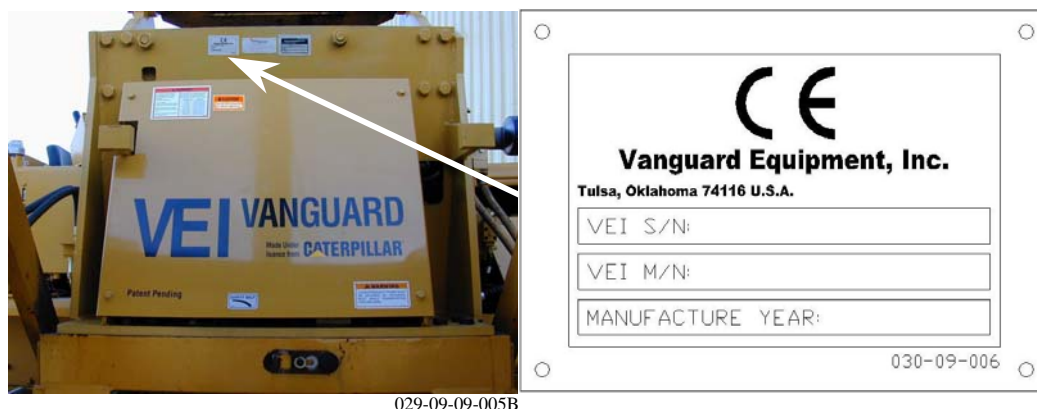 VEI VANGUARD
Made Under
license from CATERPILLAR
Patent Pending
WARNING
029-09-09-005B
CE
Vanguard Equipment, Inc.
Tulsa, Oklahoma 74116 U.S.A.
VEI S/N:
VEI M/N:
MANUFACTURE YEAR:
030-09-006